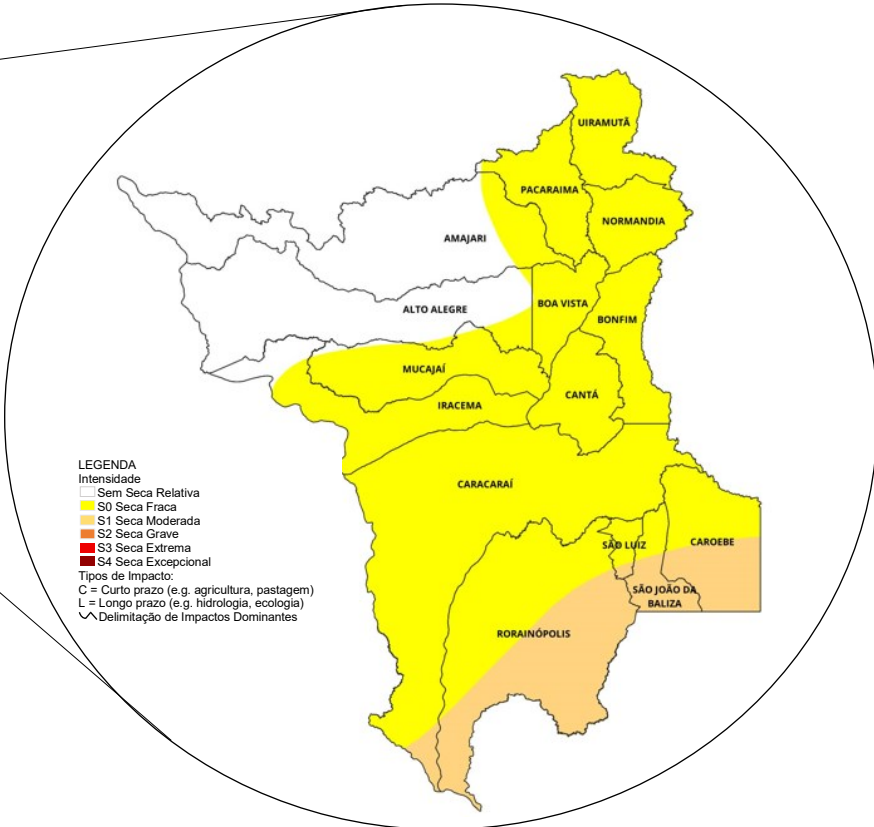 UIRAMUTÃ
PACARAIMA
NORMANDIA
AMAJARI
BOA VISTA
ALTO ALEGRE
BONFIM
MUCAJAÍ
CANTÁ
IRACEMA
CARACARAÍ
SÃO LUIZ
CAROEBE
SÃO JOÃO DA
BALIZA
RORAINÓPOLIS
LEGENDA
Intensidade
Sem Seca Relativa
S0 Seca Fraca
S1 Seca Moderada
S2 Seca Grave
S3 Seca Extrema
S4 Seca Excepcional
Tipos de Impacto:
C = Curto prazo (e.g. agricultura, pastagem)
L = Longo prazo (e.g. hidrologia, ecologia)
Delimitação de Impactos Dominantes